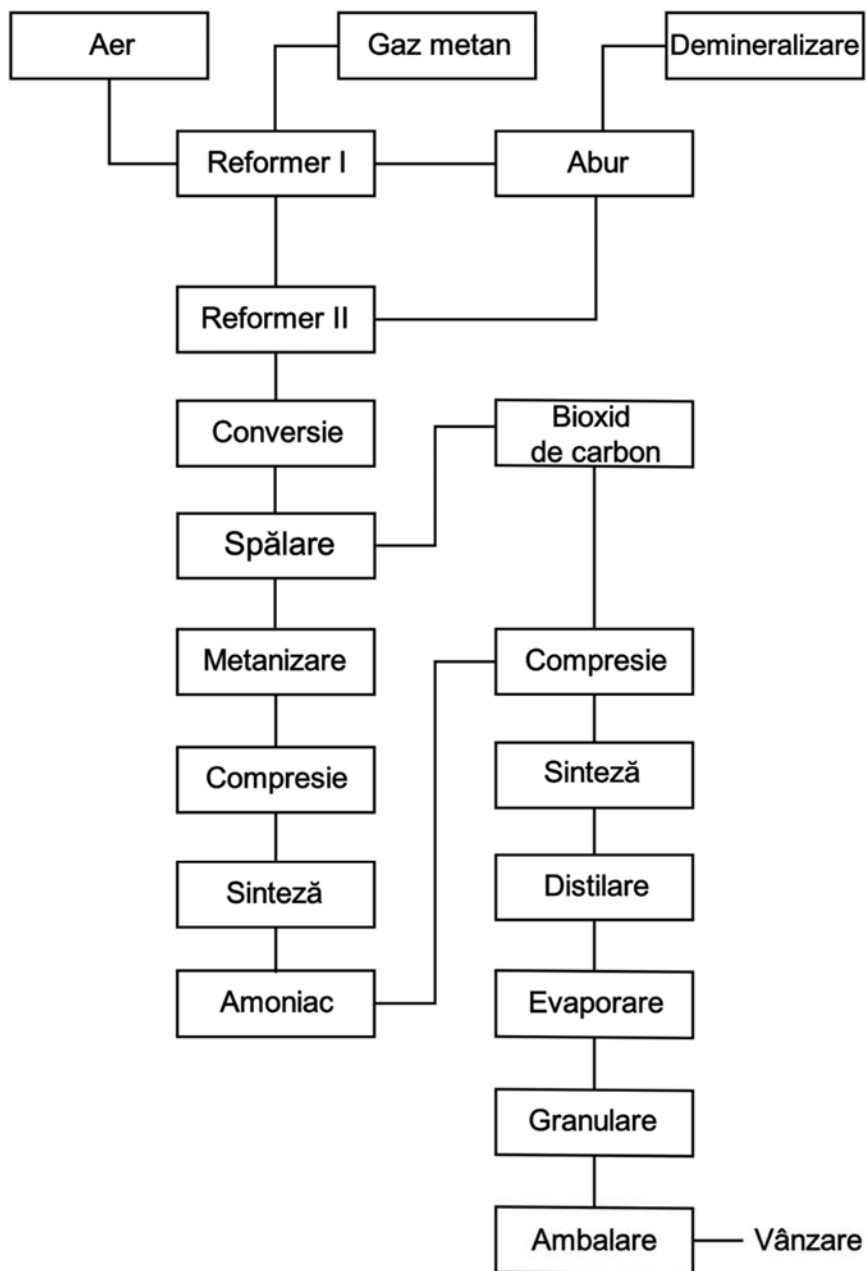 Aer
Gaz metan
Demineralizare
Reformer I
Abur
Reformer II
Conversie
Bioxid
de carbon
Spălare
Metanizare
Compresie
Compresie
Sinteză
Sinteză
Distilare
Amoniac
Evaporare
Granulare
Ambalare
Vânzare